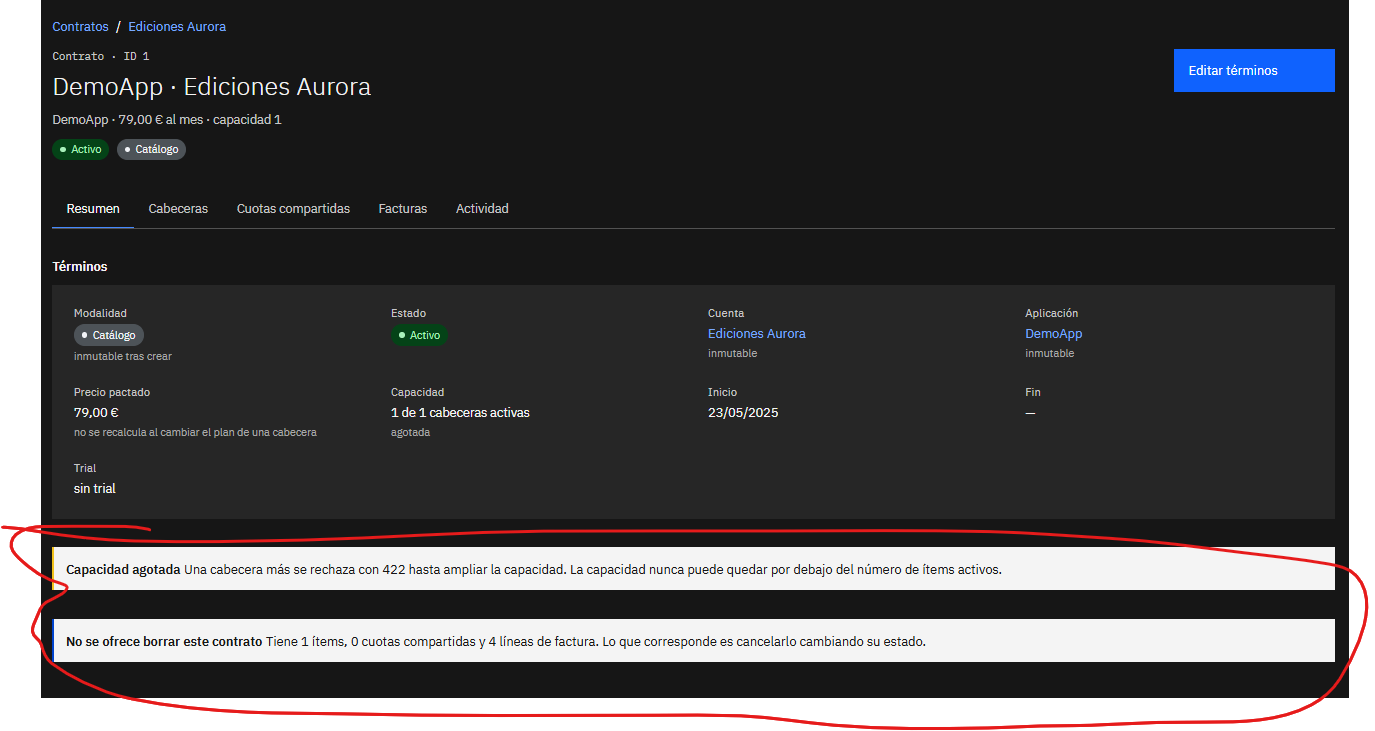 Contratos / Ediciones Aurora
Contrato · ID 1
DemoApp · Ediciones Aurora
Editar términos
DemoApp · 79,00 € al mes · capacidad 1
Activo Catálogo
Resumen Cabeceras Cuotas compartidas Facturas Actividad
Términos
Modalidad Estado Cuenta Aplicación
Catálogo Activo Ediciones Aurora DemoApp
inmutable tras crear inmutable inmutable
Precio pactado Capacidad Inicio Fin
79,00 € 1 de 1 cabeceras activas 23/05/2025 —
no se recalcula al cambiar el plan de una cabecera agotada
Trial
sin trial
Capacidad agotada Una cabecera más se rechaza con 422 hasta ampliar la capacidad. La capacidad nunca puede quedar por debajo del número de ítems activos.
No se ofrece borrar este contrato Tiene 1 ítems, 0 cuotas compartidas y 4 líneas de factura. Lo que corresponde es cancelarlo cambiando su estado.